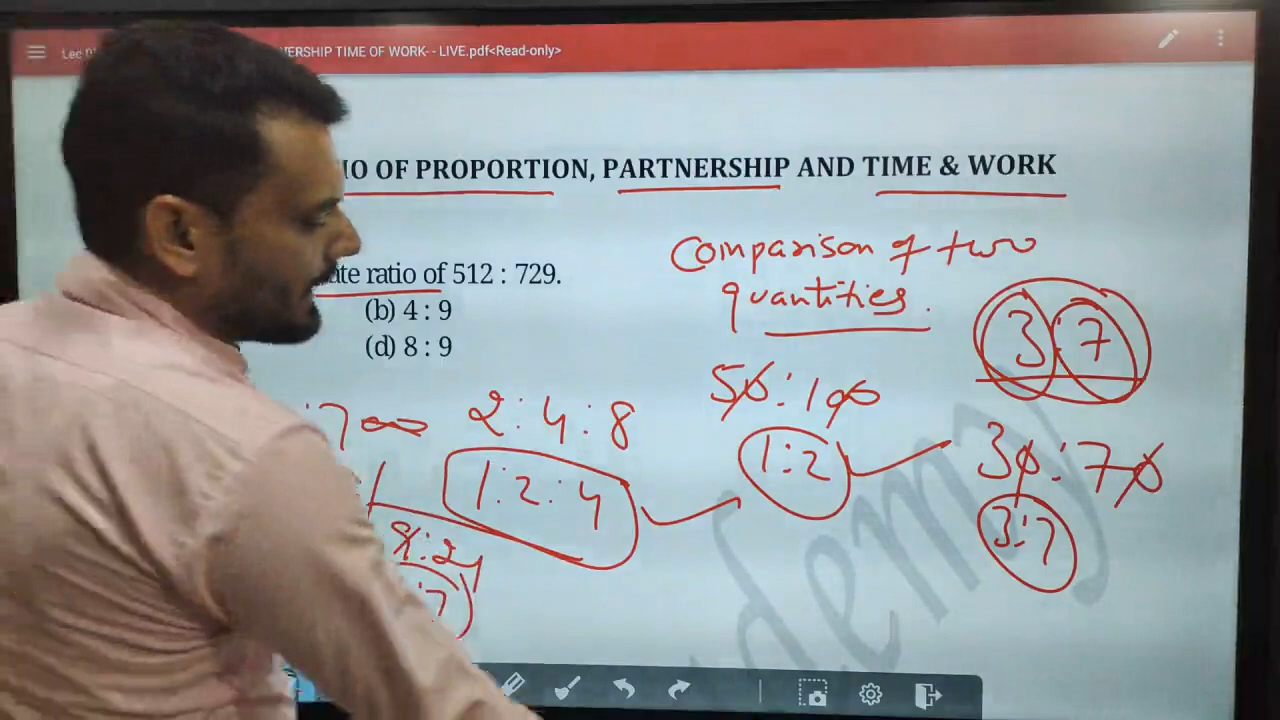 Lec
ERSHIP TIME OF WORK- - LIVE.pdf<Read-only>
IO OF PROPORTION, PARTNERSHIP AND TIME & WORK
Comparison of two
quantities.
ate ratio of 512 : 729.
(b) 4 : 9
(d) 8 : 9
3 : 7
50 : 100
2 : 4 : 8
1 : 2
30 : 70
1 : 2 : 4
3 : 7
demy